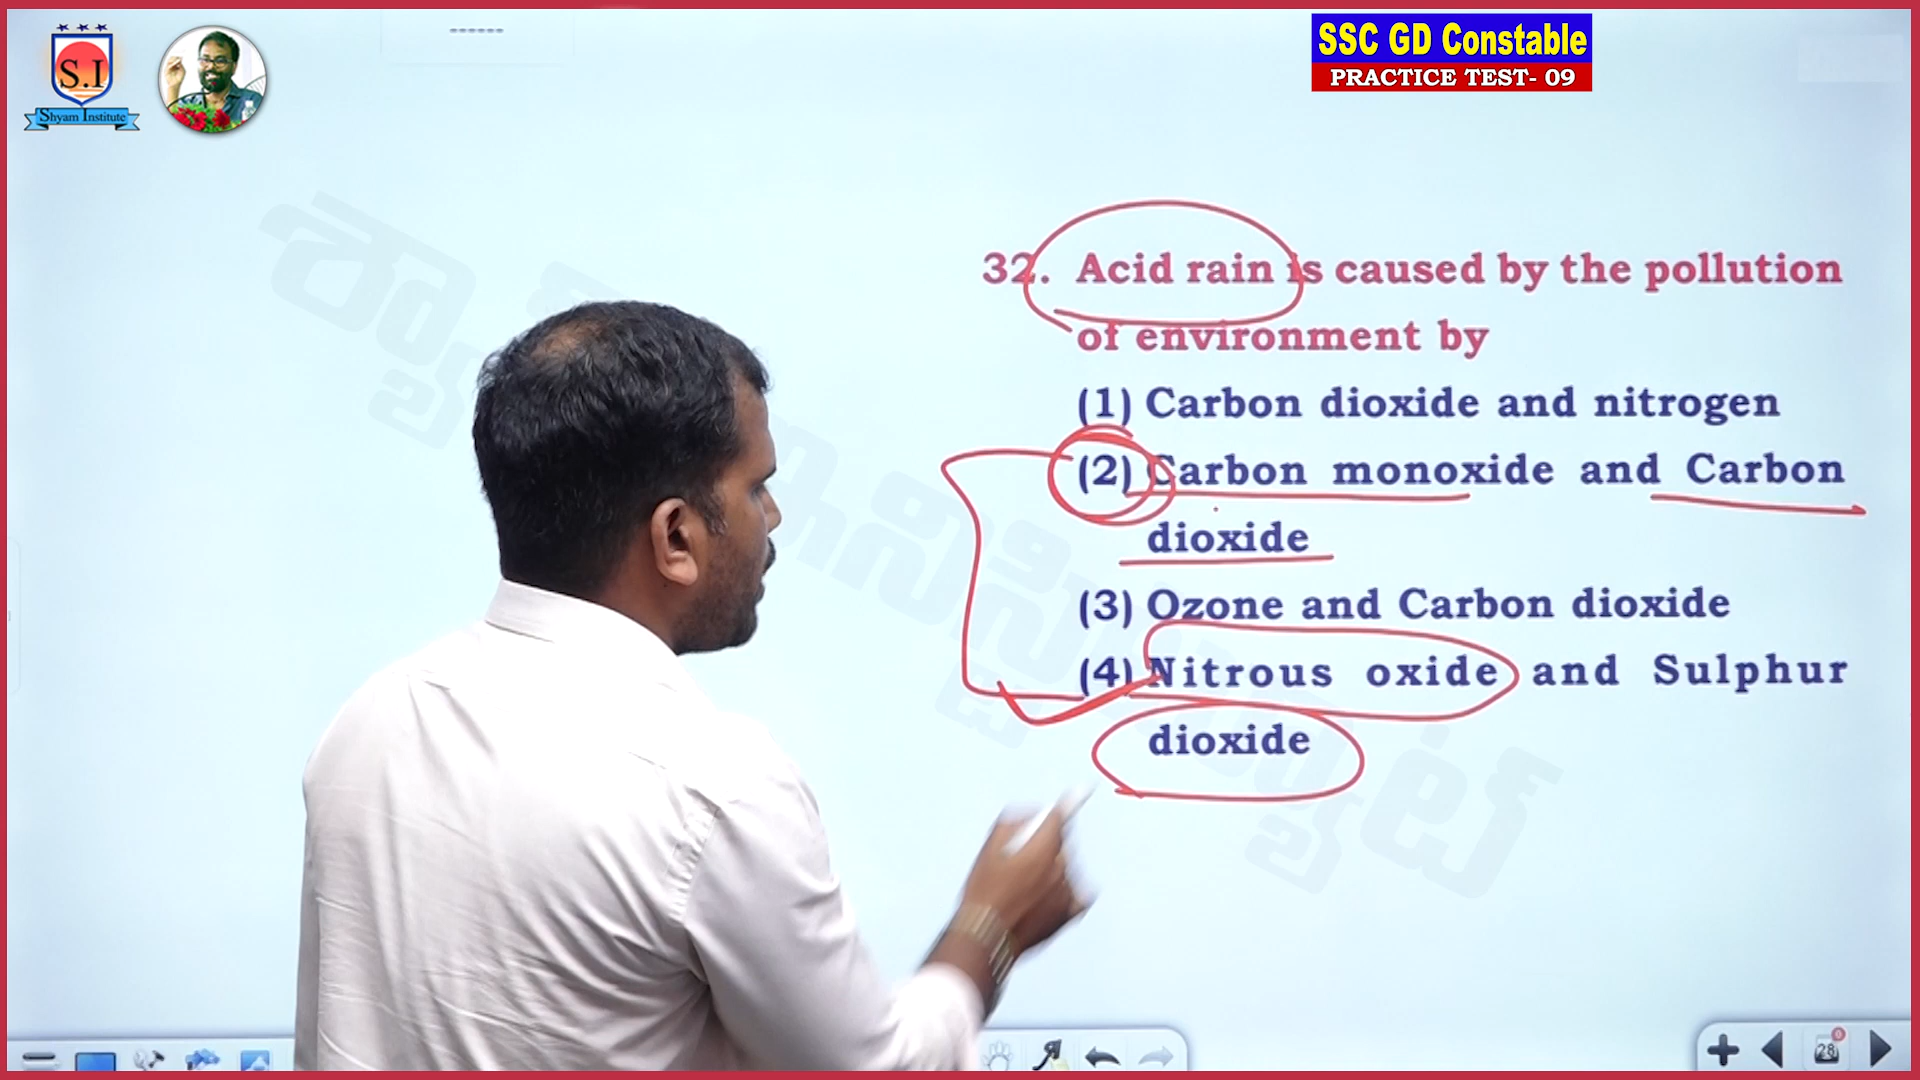 S.I
Shyam Institute
------
SSC GD Constable
PRACTICE TEST- 09
శ్యామ్ ఇన్స్టిట్యూట్
32. Acid rain is caused by the pollution
of environment by
(1) Carbon dioxide and nitrogen
(2) Carbon monoxide and Carbon
dioxide
(3) Ozone and Carbon dioxide
(4) Nitrous oxide and Sulphur
dioxide
28